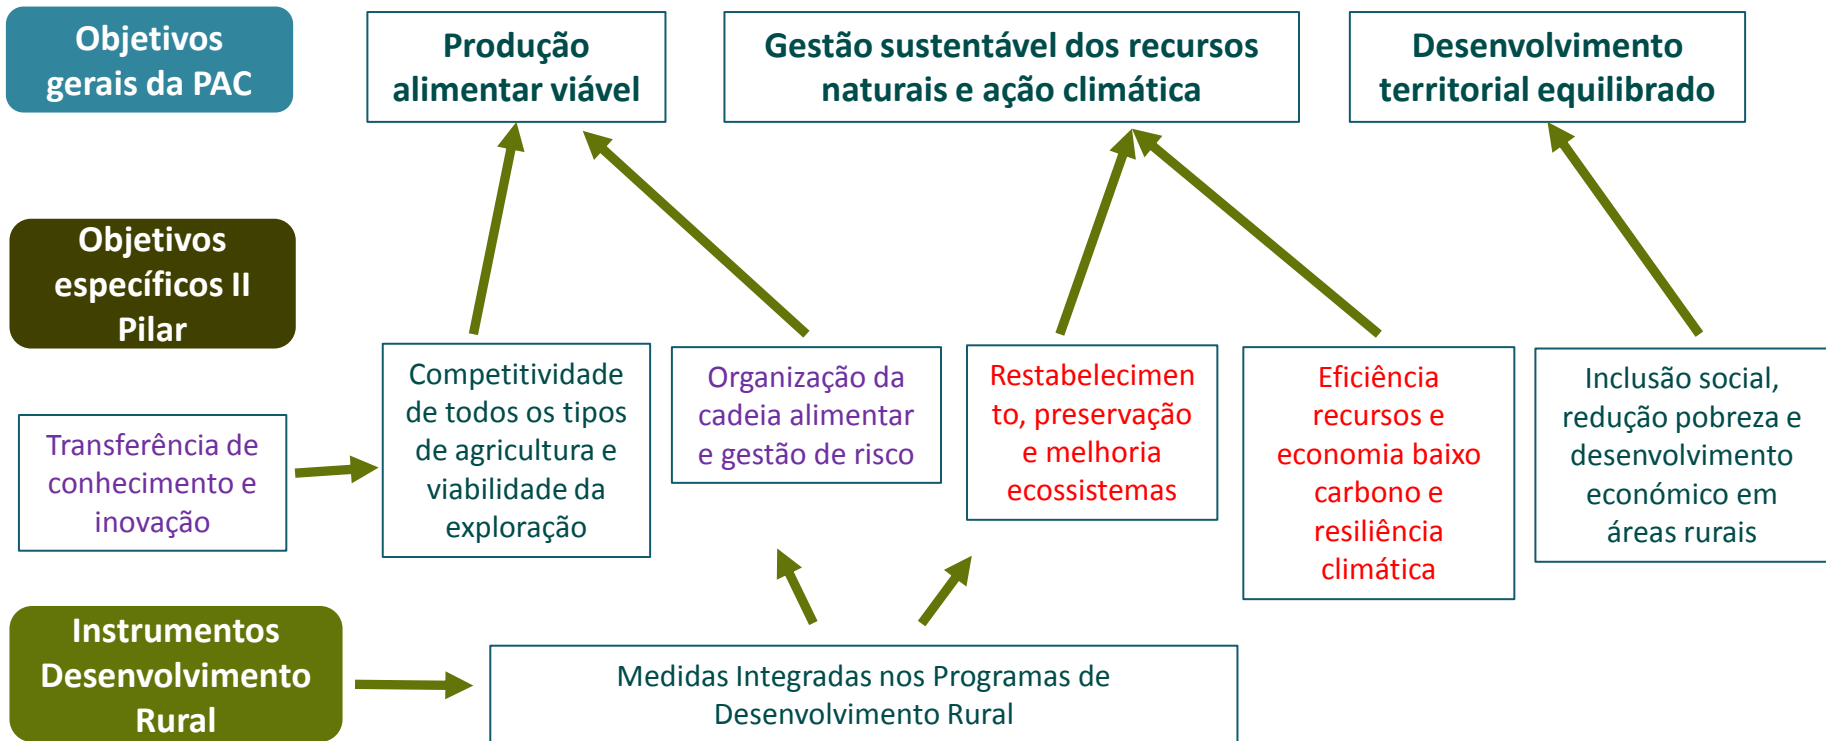 Objetivos
gerais da PAC
Produção
alimentar viável
Gestão sustentável dos recursos
naturais e ação climática
Desenvolvimento
territorial equilibrado
Objetivos
específicos II
Pilar
Transferência de
conhecimento e
inovação
Competitividade
de todos os tipos
de agricultura e
viabilidade da
exploração
Organização da
cadeia alimentar
e gestão de risco
Restabelecimen
to, preservação
e melhoria
ecossistemas
Eficiência
recursos e
economia baixo
carbono e
resiliência
climática
Inclusão social,
redução pobreza e
desenvolvimento
económico em
áreas rurais
Instrumentos
Desenvolvimento
Rural
Medidas Integradas nos Programas de
Desenvolvimento Rural